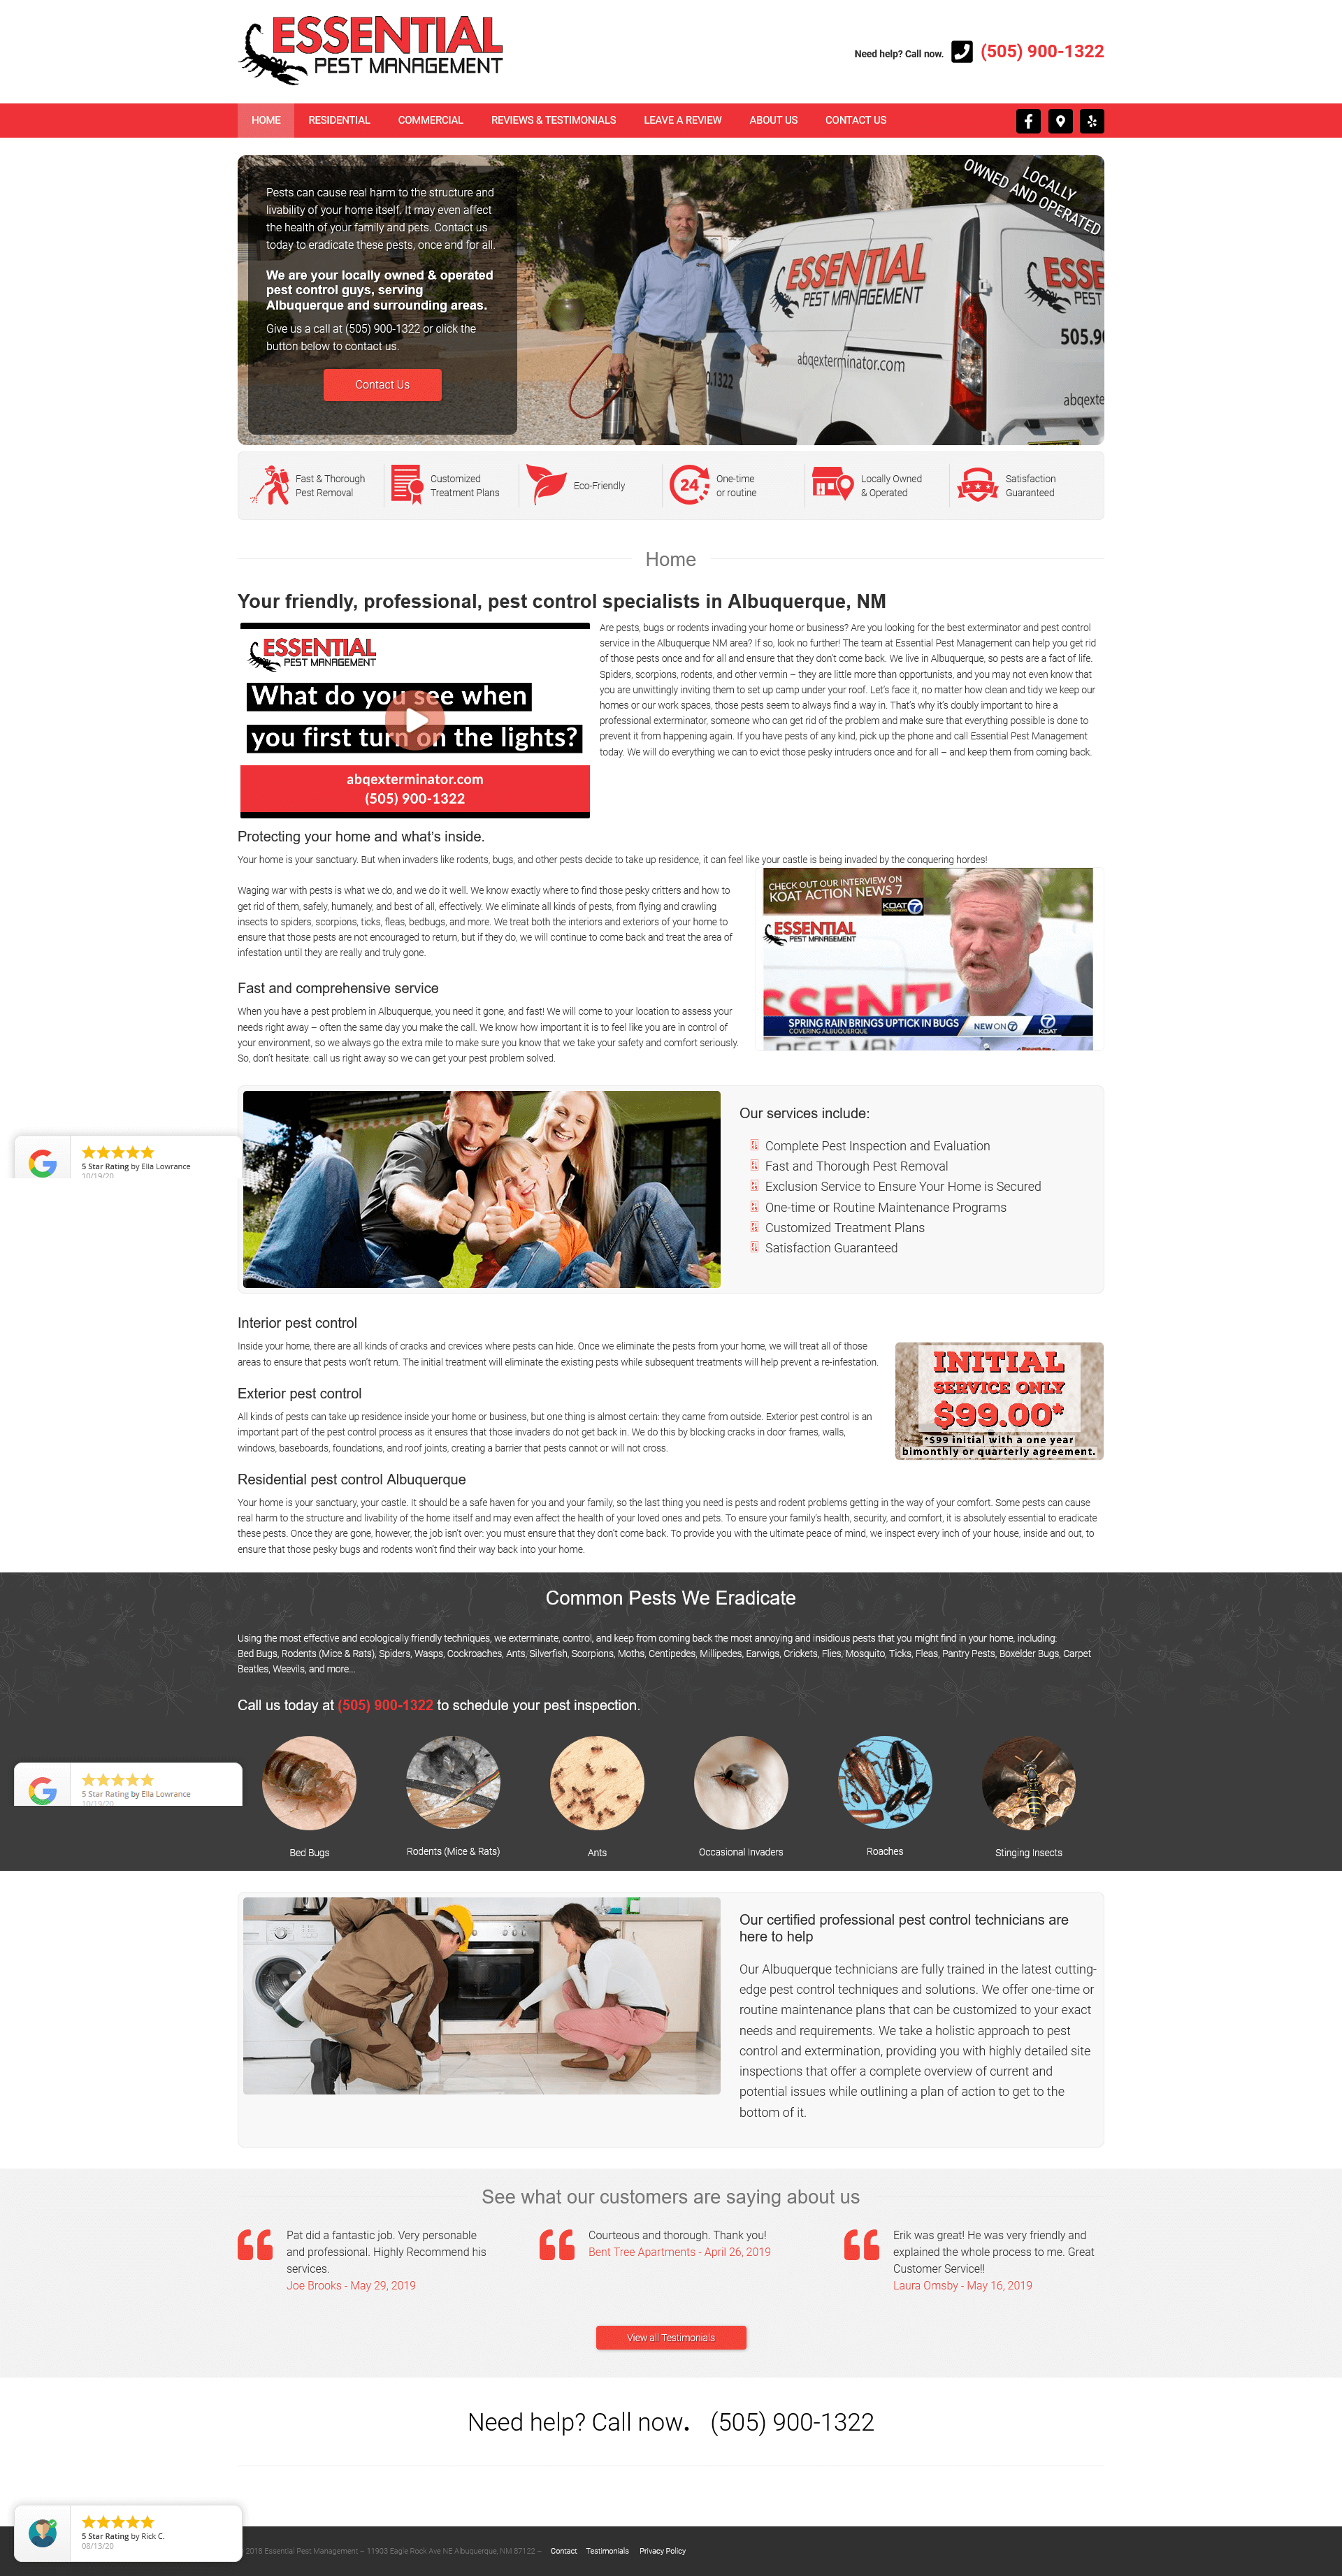 ESSENTIAL
PEST MANAGEMENT
Need help? Call now.
(505) 900-1322
HOME
RESIDENTIAL
COMMERCIAL
REVIEWS & TESTIMONIALS
LEAVE A REVIEW
ABOUT US
CONTACT US
Pests can cause real harm to the structure and
livability of your home itself. It may even affect
the health of your family and pets. Contact us
today to eradicate these pests, once and for all.
We are your locally owned & operated
pest control guys, serving
Albuquerque and surrounding areas.
Give us a call at (505) 900-1322 or click the
button below to contact us.
Contact Us
LOCALLY
OWNED AND OPERATED
ESSENTIAL
PEST MANAGEMENT
abqexterminator.com
0.1322
ESSE
PEST
505.90
abqexte
Fast & Thorough
Pest Removal
Customized
Treatment Plans
Eco-Friendly
24
One-time
or routine
Locally Owned
& Operated
Satisfaction
Guaranteed
Home
Your friendly, professional, pest control specialists in Albuquerque, NM
ESSENTIAL
PEST MANAGEMENT
What do you see when
you first turn on the lights?
abqexterminator.com
(505) 900-1322
Are pests, bugs or rodents invading your home or business? Are you looking for the best exterminator and pest control
service in the Albuquerque NM area? If so, look no further! The team at Essential Pest Management can help you get rid
of those pests once and for all and ensure that they don't come back. We live in Albuquerque, so pests are a fact of life.
Spiders, scorpions, rodents, and other vermin – they are little more than opportunists, and you may not even know that
you are unwittingly inviting them to set up camp under your roof. Let's face it, no matter how clean and tidy we keep our
homes or our work spaces, those pests seem to always find a way in. That's why it's doubly important to hire a
professional exterminator, someone who can get rid of the problem and make sure that everything possible is done to
prevent it from happening again. If you have pests of any kind, pick up the phone and call Essential Pest Management
today. We will do everything we can to evict those pesky intruders once and for all – and keep them from coming back.
Protecting your home and what's inside.
Your home is your sanctuary. But when invaders like rodents, bugs, and other pests decide to take up residence, it can feel like your castle is being invaded by the conquering hordes!
Waging war with pests is what we do, and we do it well. We know exactly where to find those pesky critters and how to
get rid of them, safely, humanely, and best of all, effectively. We eliminate all kinds of pests, from flying and crawling
insects to spiders, scorpions, ticks, fleas, bedbugs, and more. We treat both the interiors and exteriors of your home to
ensure that those pests are not encouraged to return, but if they do, we will continue to come back and treat the area of
infestation until they are really and truly gone.
CHECK OUT OUR INTERVIEW ON
KOAT ACTION NEWS 7
KOAT 7
ESSENTIAL
PEST MANAGEMENT
SSENTI
PEST MAN
SPRING RAIN BRINGS UPTICK IN BUGS
COVERING ALBUQUERQUE
NEW ON 7
7
KOAT
Fast and comprehensive service
When you have a pest problem in Albuquerque, you need it gone, and fast! We will come to your location to assess your
needs right away – often the same day you make the call. We know how important it is to feel like you are in control of
your environment, so we always go the extra mile to make sure you know that we take your safety and comfort seriously.
So, don't hesitate: call us right away so we can get your pest problem solved.
5 Star Rating by Ella Lowrance
10/19/20
Our services include:
Complete Pest Inspection and Evaluation
Fast and Thorough Pest Removal
Exclusion Service to Ensure Your Home is Secured
One-time or Routine Maintenance Programs
Customized Treatment Plans
Satisfaction Guaranteed
Interior pest control
Inside your home, there are all kinds of cracks and crevices where pests can hide. Once we eliminate the pests from your home, we will treat all of those
areas to ensure that pests won't return. The initial treatment will eliminate the existing pests while subsequent treatments will help prevent a re-infestation.
Exterior pest control
All kinds of pests can take up residence inside your home or business, but one thing is almost certain: they came from outside. Exterior pest control is an
important part of the pest control process as it ensures that those invaders do not get back in. We do this by blocking cracks in door frames, walls,
windows, baseboards, foundations, and roof joints, creating a barrier that pests cannot or will not cross.
INITIAL
SERVICE ONLY
$99.00*
*$99 initial with a one year
bimonthly or quarterly agreement.
Residential pest control Albuquerque
Your home is your sanctuary, your castle. It should be a safe haven for you and your family, so the last thing you need is pests and rodent problems getting in the way of your comfort. Some pests can cause
real harm to the structure and livability of the home itself and may even affect the health of your loved ones and pets. To ensure your family's health, security, and comfort, it is absolutely essential to eradicate
these pests. Once they are gone, however, the job isn't over: you must ensure that they don't come back. To provide you with the ultimate peace of mind, we inspect every inch of your house, inside and out, to
ensure that those pesky bugs and rodents won't find their way back into your home.
Common Pests We Eradicate
Using the most effective and ecologically friendly techniques, we exterminate, control, and keep from coming back the most annoying and insidious pests that you might find in your home, including:
Bed Bugs, Rodents (Mice & Rats), Spiders, Wasps, Cockroaches, Ants, Silverfish, Scorpions, Moths, Centipedes, Millipedes, Earwigs, Crickets, Flies, Mosquito, Ticks, Fleas, Pantry Pests, Boxelder Bugs, Carpet
Beatles, Weevils, and more...
Call us today at (505) 900-1322 to schedule your pest inspection.
5 Star Rating by Ella Lowrance
10/19/20
Bed Bugs
Rodents (Mice & Rats)
Ants
Occasional Invaders
Roaches
Stinging Insects
Our certified professional pest control technicians are
here to help
Our Albuquerque technicians are fully trained in the latest cutting-
edge pest control techniques and solutions. We offer one-time or
routine maintenance plans that can be customized to your exact
needs and requirements. We take a holistic approach to pest
control and extermination, providing you with highly detailed site
inspections that offer a complete overview of current and
potential issues while outlining a plan of action to get to the
bottom of it.
See what our customers are saying about us
Pat did a fantastic job. Very personable
and professional. Highly Recommend his
services.
Joe Brooks - May 29, 2019
Courteous and thorough. Thank you!
Bent Tree Apartments - April 26, 2019
Erik was great! He was very friendly and
explained the whole process to me. Great
Customer Service!!
Laura Omsby - May 16, 2019
View all Testimonials
Need help? Call now. (505) 900-1322
5 Star Rating by Rick C.
08/13/20
2018 Essential Pest Management – 11903 Eagle Rock Ave NE Albuquerque, NM 87122 –
Contact
Testimonials
Privacy Policy